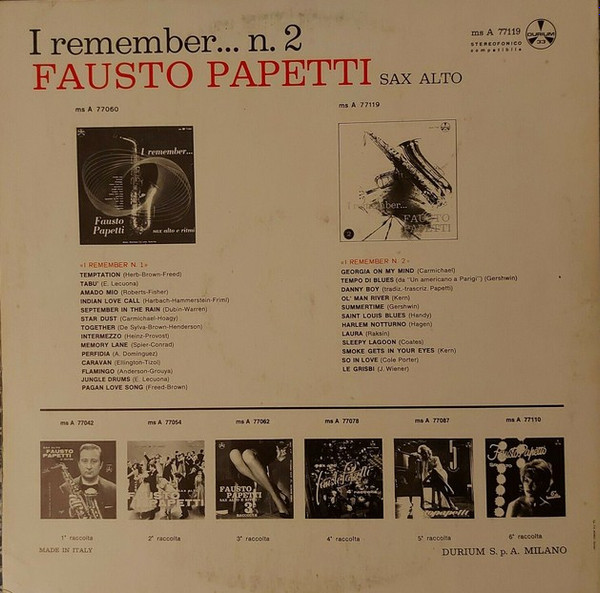 I remember... n. 2
FAUSTO PAPETTI SAX ALTO
ms A 77119
STEREOFONICO
compatibile
DURIUM
33
ms A 77060
I remember...
Fausto
Papetti
sax alto e ritmi
«I REMEMBER N. 1»
TEMPTATION (Herb-Brown-Freed)
TABU' (E. Lecuona)
AMADO MIO (Roberts-Fisher)
INDIAN LOVE CALL (Harbach-Hammerstein-Friml)
SEPTEMBER IN THE RAIN (Dubin-Warren)
STAR DUST (Carmichael-Hoagy)
TOGETHER (De Sylva-Brown-Henderson)
INTERMEZZO (Heinz-Provost)
MEMORY LANE (Spier-Conrad)
PERFIDIA (A. Dominguez)
CARAVAN (Ellington-Tizol)
FLAMINGO (Anderson-Grouya)
JUNGLE DRUMS (E. Lecuona)
PAGAN LOVE SONG (Freed-Brown)
ms A 77119
I remember...
FAUSTO
PAPETTI
2
«I REMEMBER N. 2»
GEORGIA ON MY MIND (Carmichael)
TEMPO DI BLUES (da "Un americano a Parigi") (Gershwin)
DANNY BOY (tradiz.-trascriz. Papetti)
OL' MAN RIVER (Kern)
SUMMERTIME (Gershwin)
SAINT LOUIS BLUES (Handy)
HARLEM NOTTURNO (Hagen)
LAURA (Raksin)
SLEEPY LAGOON (Coates)
SMOKE GETS IN YOUR EYES (Kern)
SO IN LOVE (Cole Porter)
LE GRISBI (J. Wiener)
ms A 77042
FAUSTO
PAPETTI
1ª raccolta
ms A 77054
FAUSTO
PAPETTI
2ª raccolta
ms A 77062
FAUSTO
PAPETTI
3ª
3ª raccolta
ms A 77078
Fausto Papetti
4ª raccolta
ms A 77087
papetti
5ª raccolta
ms A 77110
Fausto Papetti
6ª raccolta
MADE IN ITALY
DURIUM S. p. A. MILANO